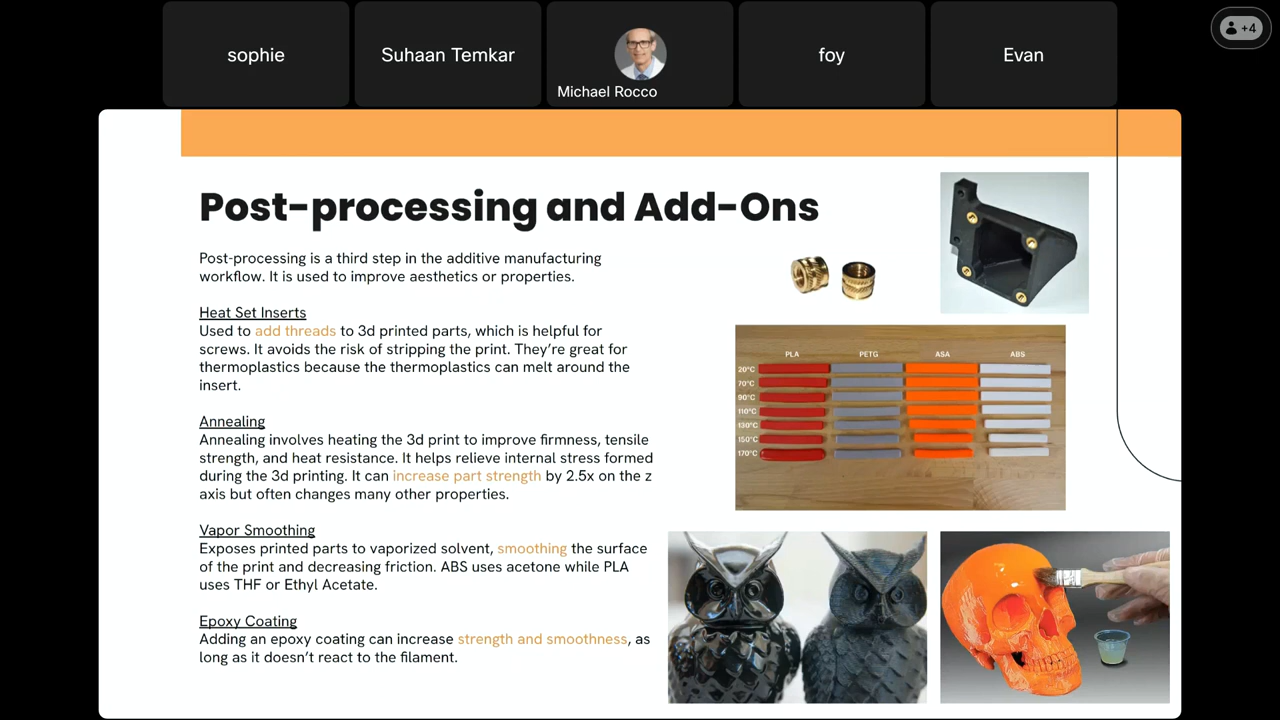 sophie
Suhaan Temkar
Michael Rocco
foy
Evan
+4
Post-processing and Add-Ons
Post-processing is a third step in the additive manufacturing
workflow. It is used to improve aesthetics or properties.
Heat Set Inserts
Used to add threads to 3d printed parts, which is helpful for
screws. It avoids the risk of stripping the print. They're great for
thermoplastics because the thermoplastics can melt around the
insert.
Annealing
Annealing involves heating the 3d print to improve firmness, tensile
strength, and heat resistance. It helps relieve internal stress formed
during the 3d printing. It can increase part strength by 2.5x on the z
axis but often changes many other properties.
Vapor Smoothing
Exposes printed parts to vaporized solvent, smoothing the surface
of the print and decreasing friction. ABS uses acetone while PLA
uses THF or Ethyl Acetate.
Epoxy Coating
Adding an epoxy coating can increase strength and smoothness, as
long as it doesn't react to the filament.
PLA PETG ASA ABS
20°C
70°C
90°C
110°C
130°C
150°C
170°C